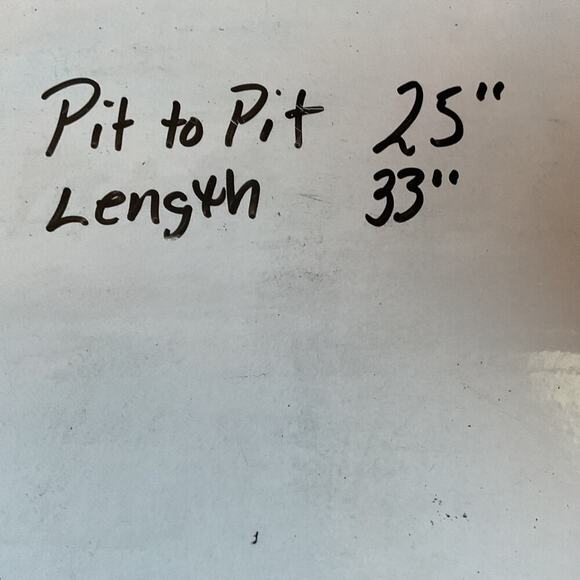 Pit to Pit 25"
Length 33"